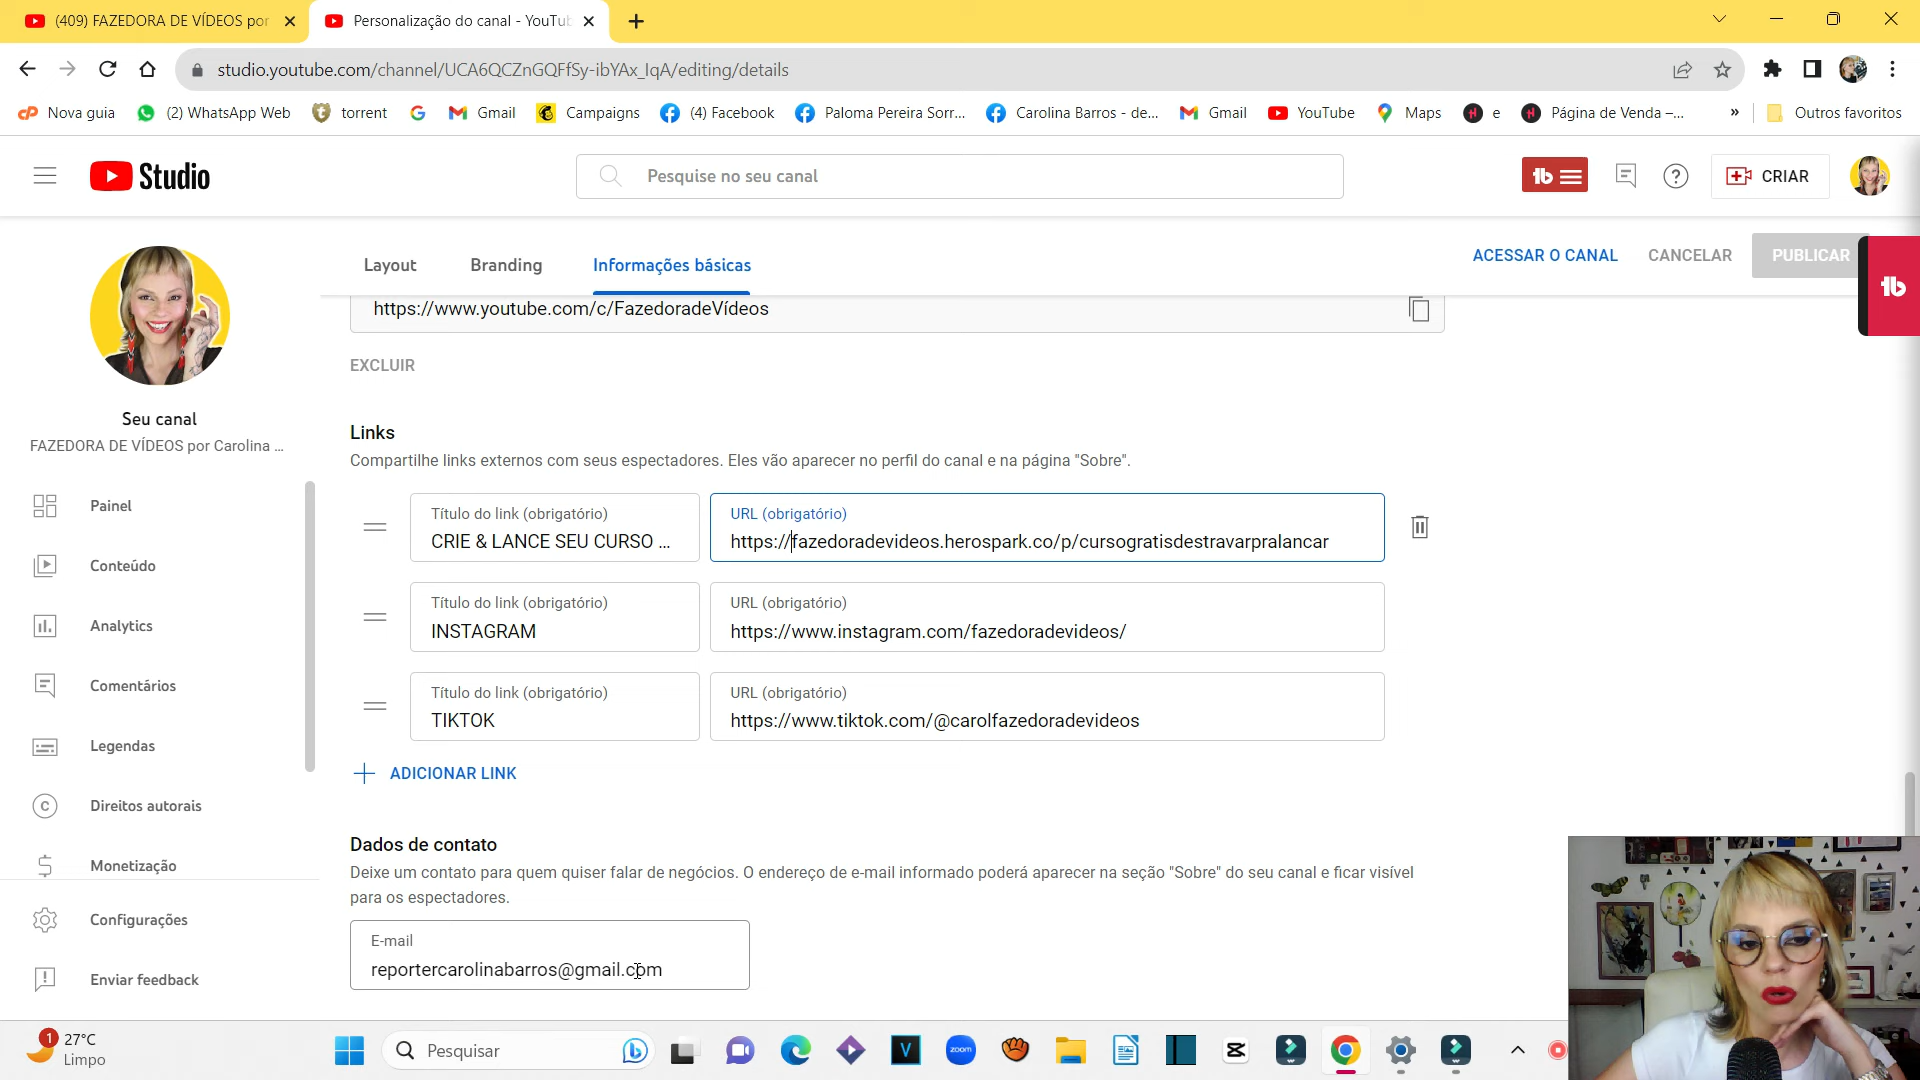 (409) FAZEDORA DE VÍDEOS por
Personalização do canal - YouTub
studio.youtube.com/channel/UCA6QCZnGQFfSy-ibYAx_IqA/editing/details
Nova guia
(2) WhatsApp Web
torrent
Gmail
Campaigns
(4) Facebook
Paloma Pereira Sorr...
Carolina Barros - de...
Gmail
YouTube
Maps
e
Página de Venda –...
»
Outros favoritos
Studio
Pesquise no seu canal
CRIAR
Layout
Branding
Informações básicas
ACESSAR O CANAL
CANCELAR
PUBLICAR
https://www.youtube.com/c/FazedoradeVídeos
EXCLUIR
Seu canal
FAZEDORA DE VÍDEOS por Carolina ...
Painel
Conteúdo
Analytics
Comentários
Legendas
Direitos autorais
Monetização
Configurações
Enviar feedback
Links
Compartilhe links externos com seus espectadores. Eles vão aparecer no perfil do canal e na página "Sobre".
Título do link (obrigatório)
CRIE & LANCE SEU CURSO ...
URL (obrigatório)
https://fazedoradevideos.herospark.co/p/cursogratisdestravarpralancar
Título do link (obrigatório)
INSTAGRAM
URL (obrigatório)
https://www.instagram.com/fazedoradevideos/
Título do link (obrigatório)
TIKTOK
URL (obrigatório)
https://www.tiktok.com/@carolfazedoradevideos
ADICIONAR LINK
Dados de contato
Deixe um contato para quem quiser falar de negócios. O endereço de e-mail informado poderá aparecer na seção "Sobre" do seu canal e ficar visível
para os espectadores.
E-mail
reportercarolinabarros@gmail.com
1
27°C
Limpo
Pesquisar
zoom